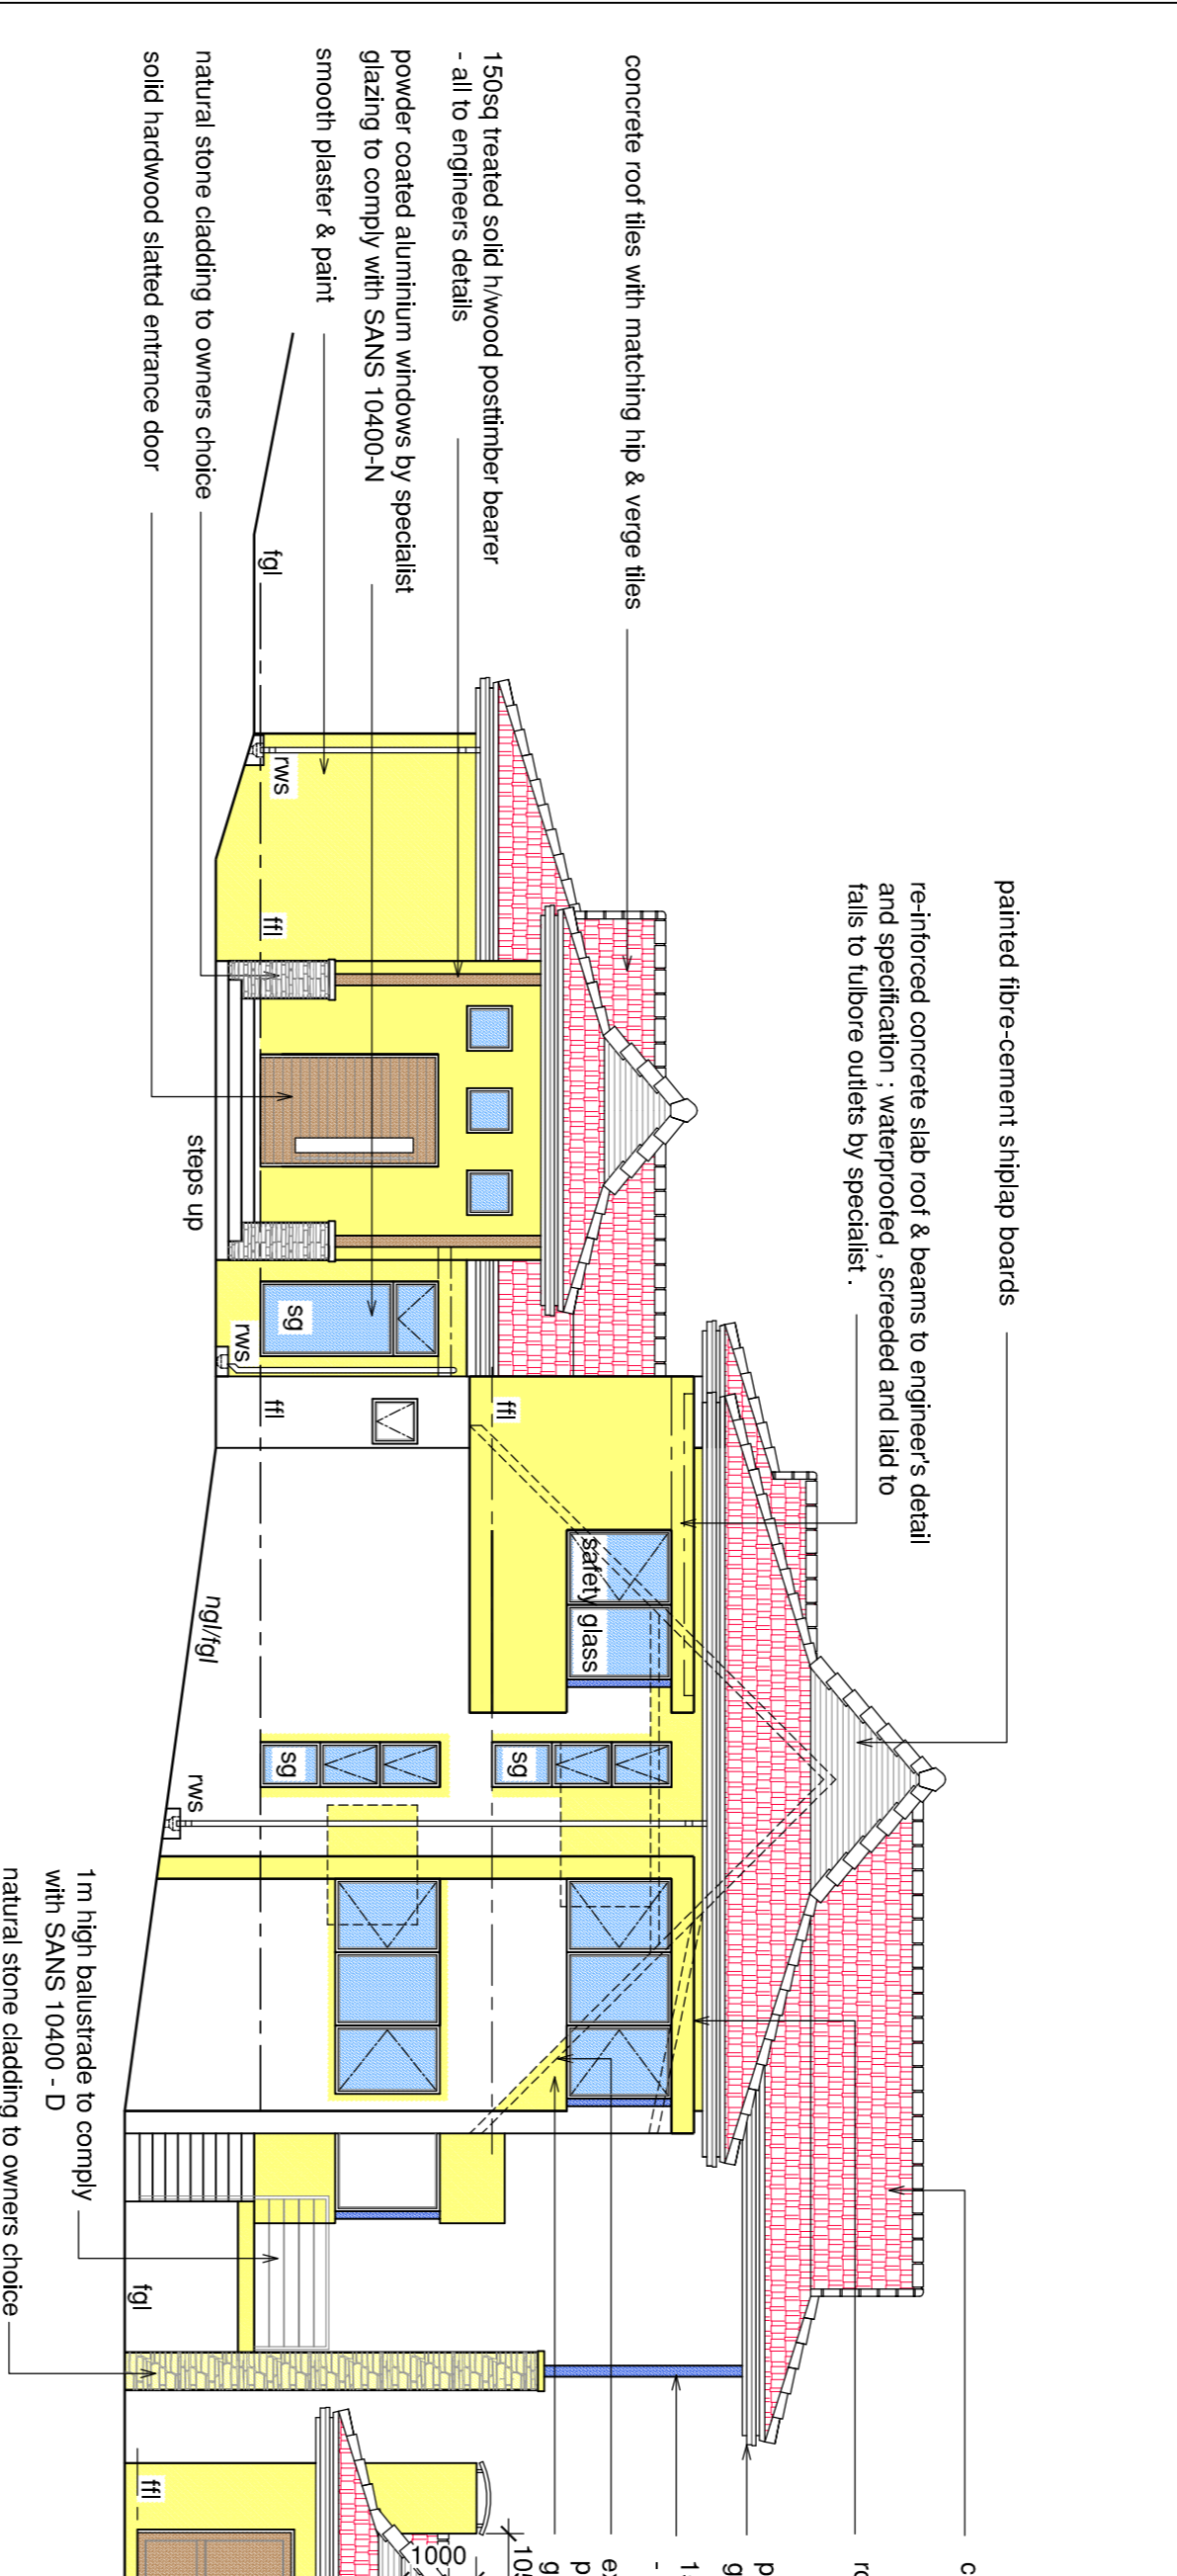 painted fibre-cement shiplap boards
re-inforced concrete slab roof & beams to engineer's detail
and specification ; waterproofed , screeded and laid to
falls to fulbore outlets by specialist .
concrete roof tiles with matching hip & verge tiles
150sq treated solid h/wood posttimber bearer
- all to engineers details
powder coated aluminium windows by specialist
glazing to comply with SANS 10400-N
smooth plaster & paint
natural stone cladding to owners choice
solid hardwood slatted entrance door
fgl
rws
ffl
steps up
sg
rws
ffl
ffl
safety glass
ngl/fgl
sg
sg
rws
1m high balustrade to comply
with SANS 10400 - D
natural stone cladding to owners choice
fgl
ffl
1000